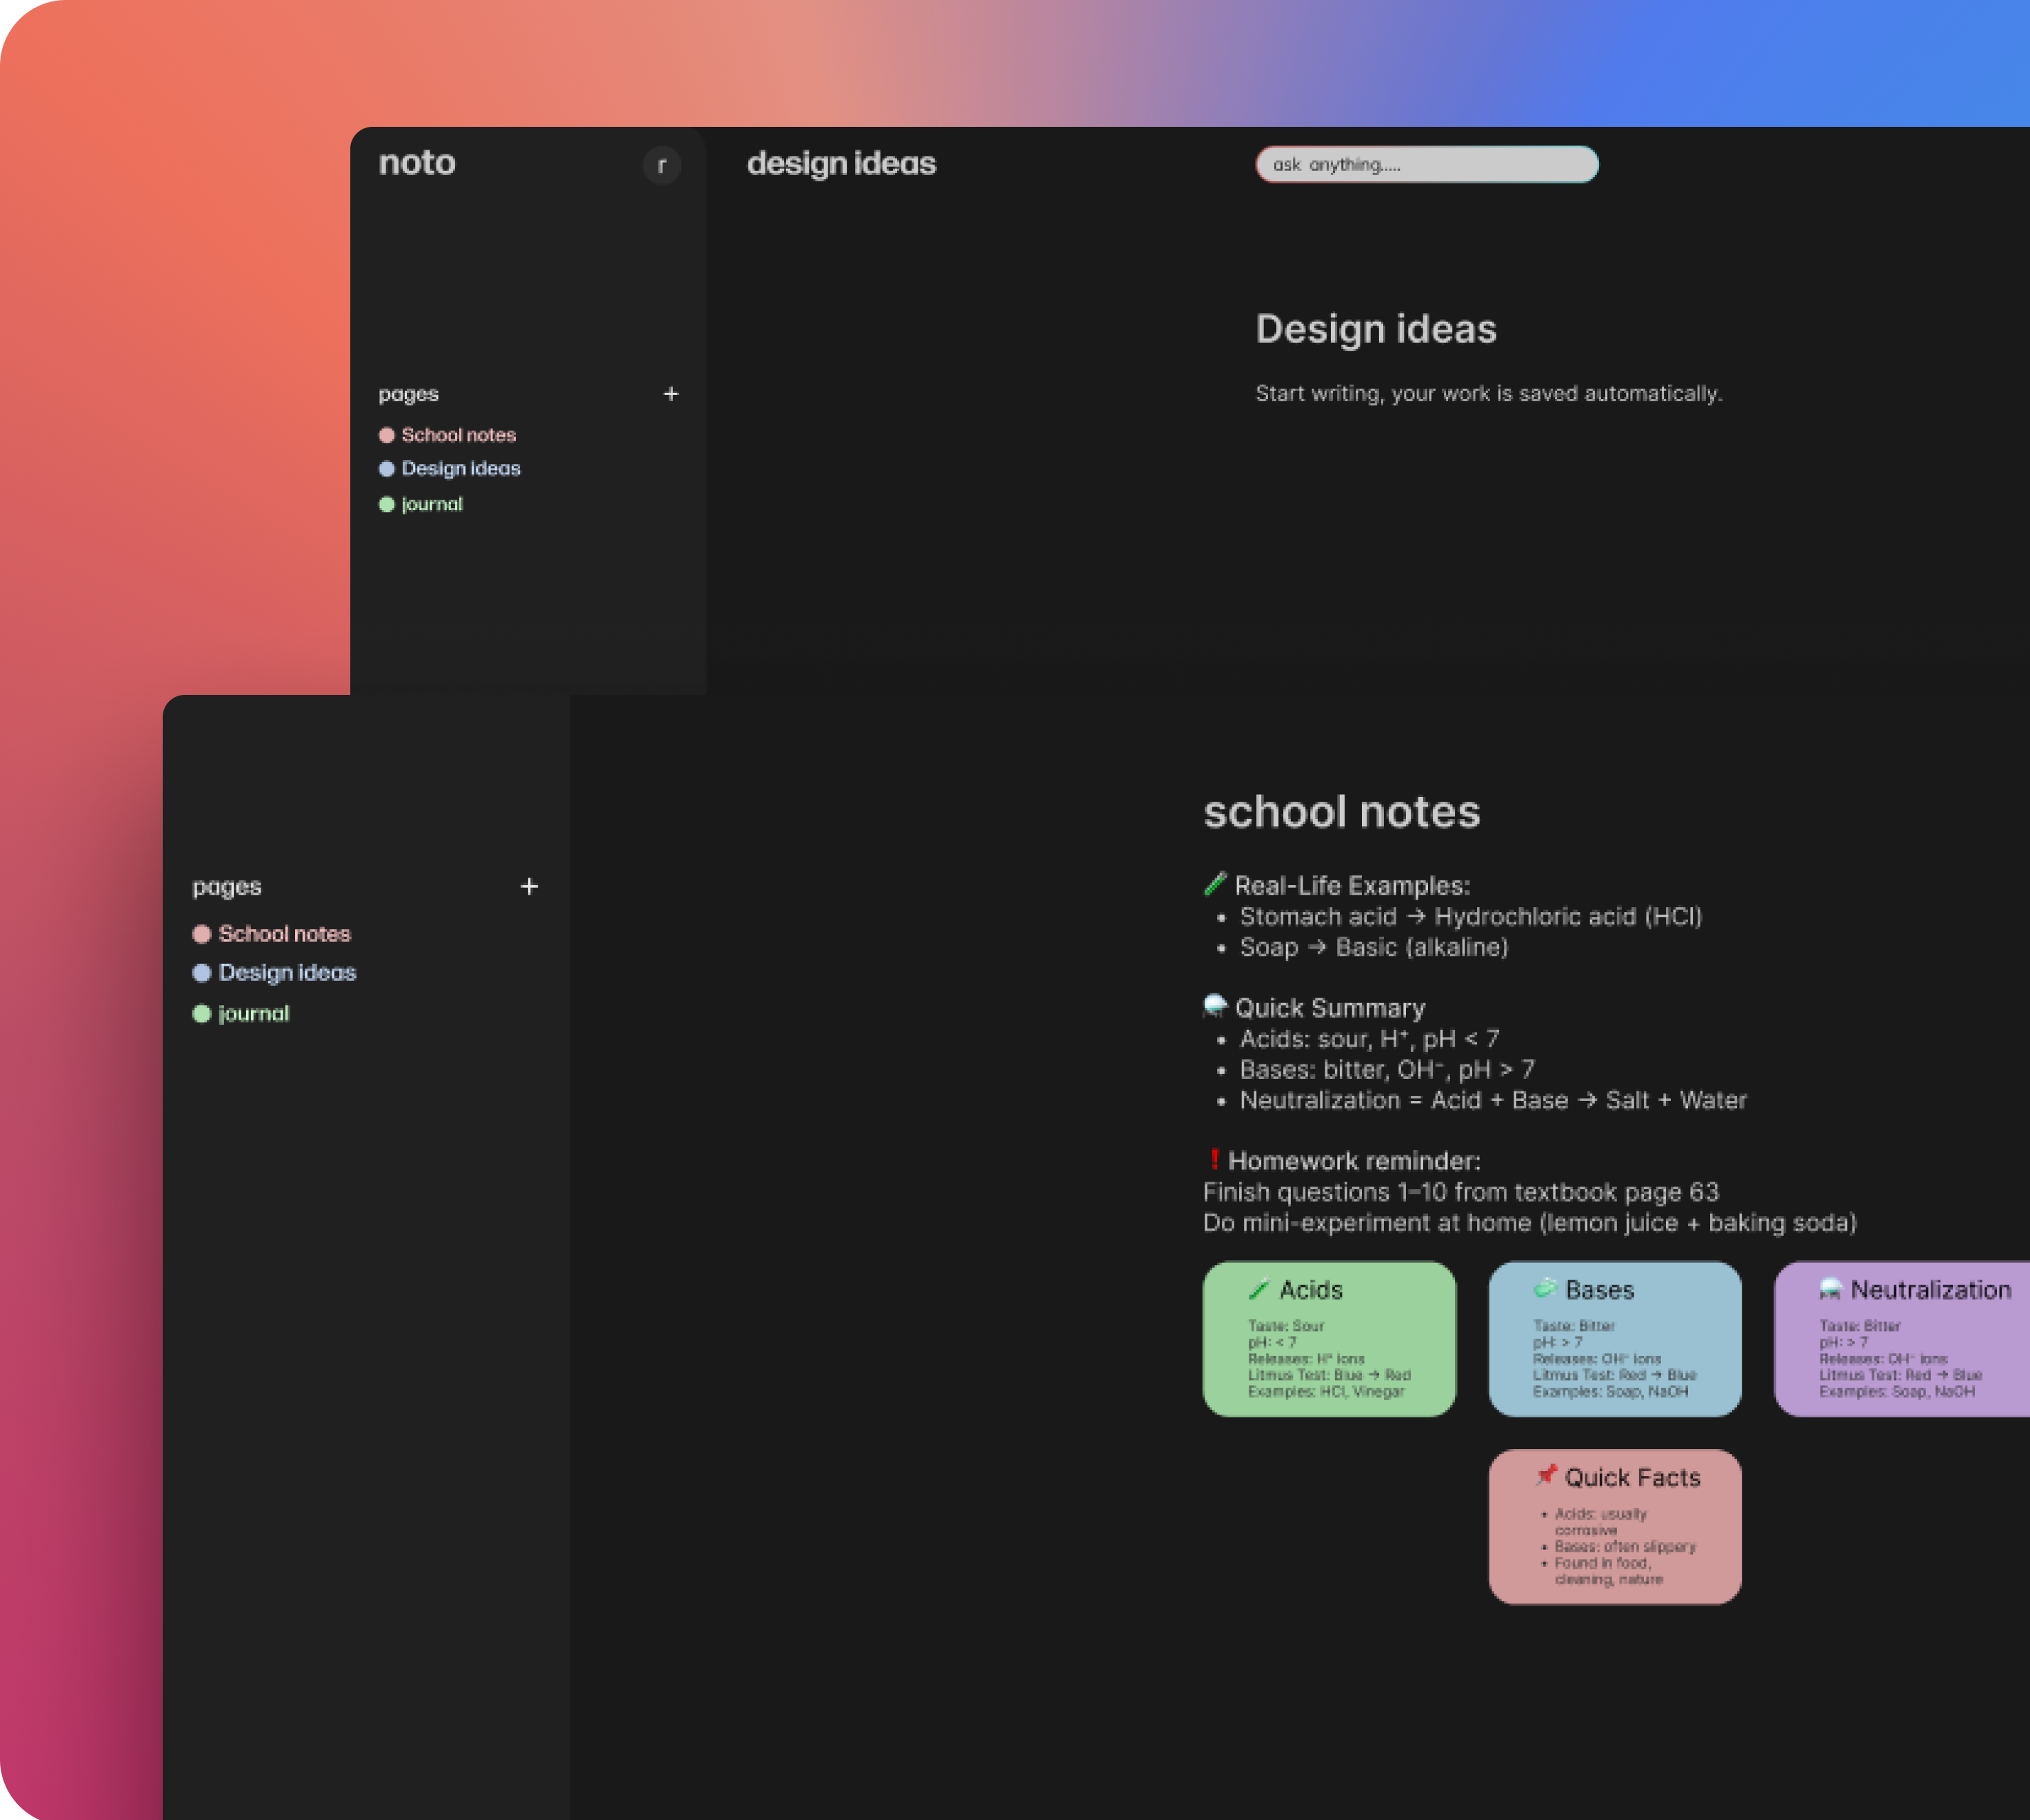 noto
r
design ideas
ask anything.....
Design ideas
Start writing, your work is saved automatically.
pages +
School notes
Design ideas
journal
pages +
School notes
Design ideas
journal
school notes
Real-Life Examples:
• Stomach acid → Hydrochloric acid (HCl)
• Soap → Basic (alkaline)
Quick Summary
• Acids: sour, H⁺, pH < 7
• Bases: bitter, OH⁻, pH > 7
• Neutralization = Acid + Base → Salt + Water
❗Homework reminder:
Finish questions 1–10 from textbook page 63
Do mini-experiment at home (lemon juice + baking soda)
Acids
Taste: Sour
pH: < 7
Releases: H⁺ ions
Litmus Test: Blue → Red
Examples: HCl, Vinegar
Bases
Taste: Bitter
pH: > 7
Releases: OH⁻ ions
Litmus Test: Red → Blue
Examples: Soap, NaOH
Neutralization
Taste: Bitter
pH: > 7
Releases: OH⁻ ions
Litmus Test: Red → Blue
Examples: Soap, NaOH
Quick Facts
• Acids: usually
corrosive
• Bases: often slippery
• Found in food,
cleaning, nature